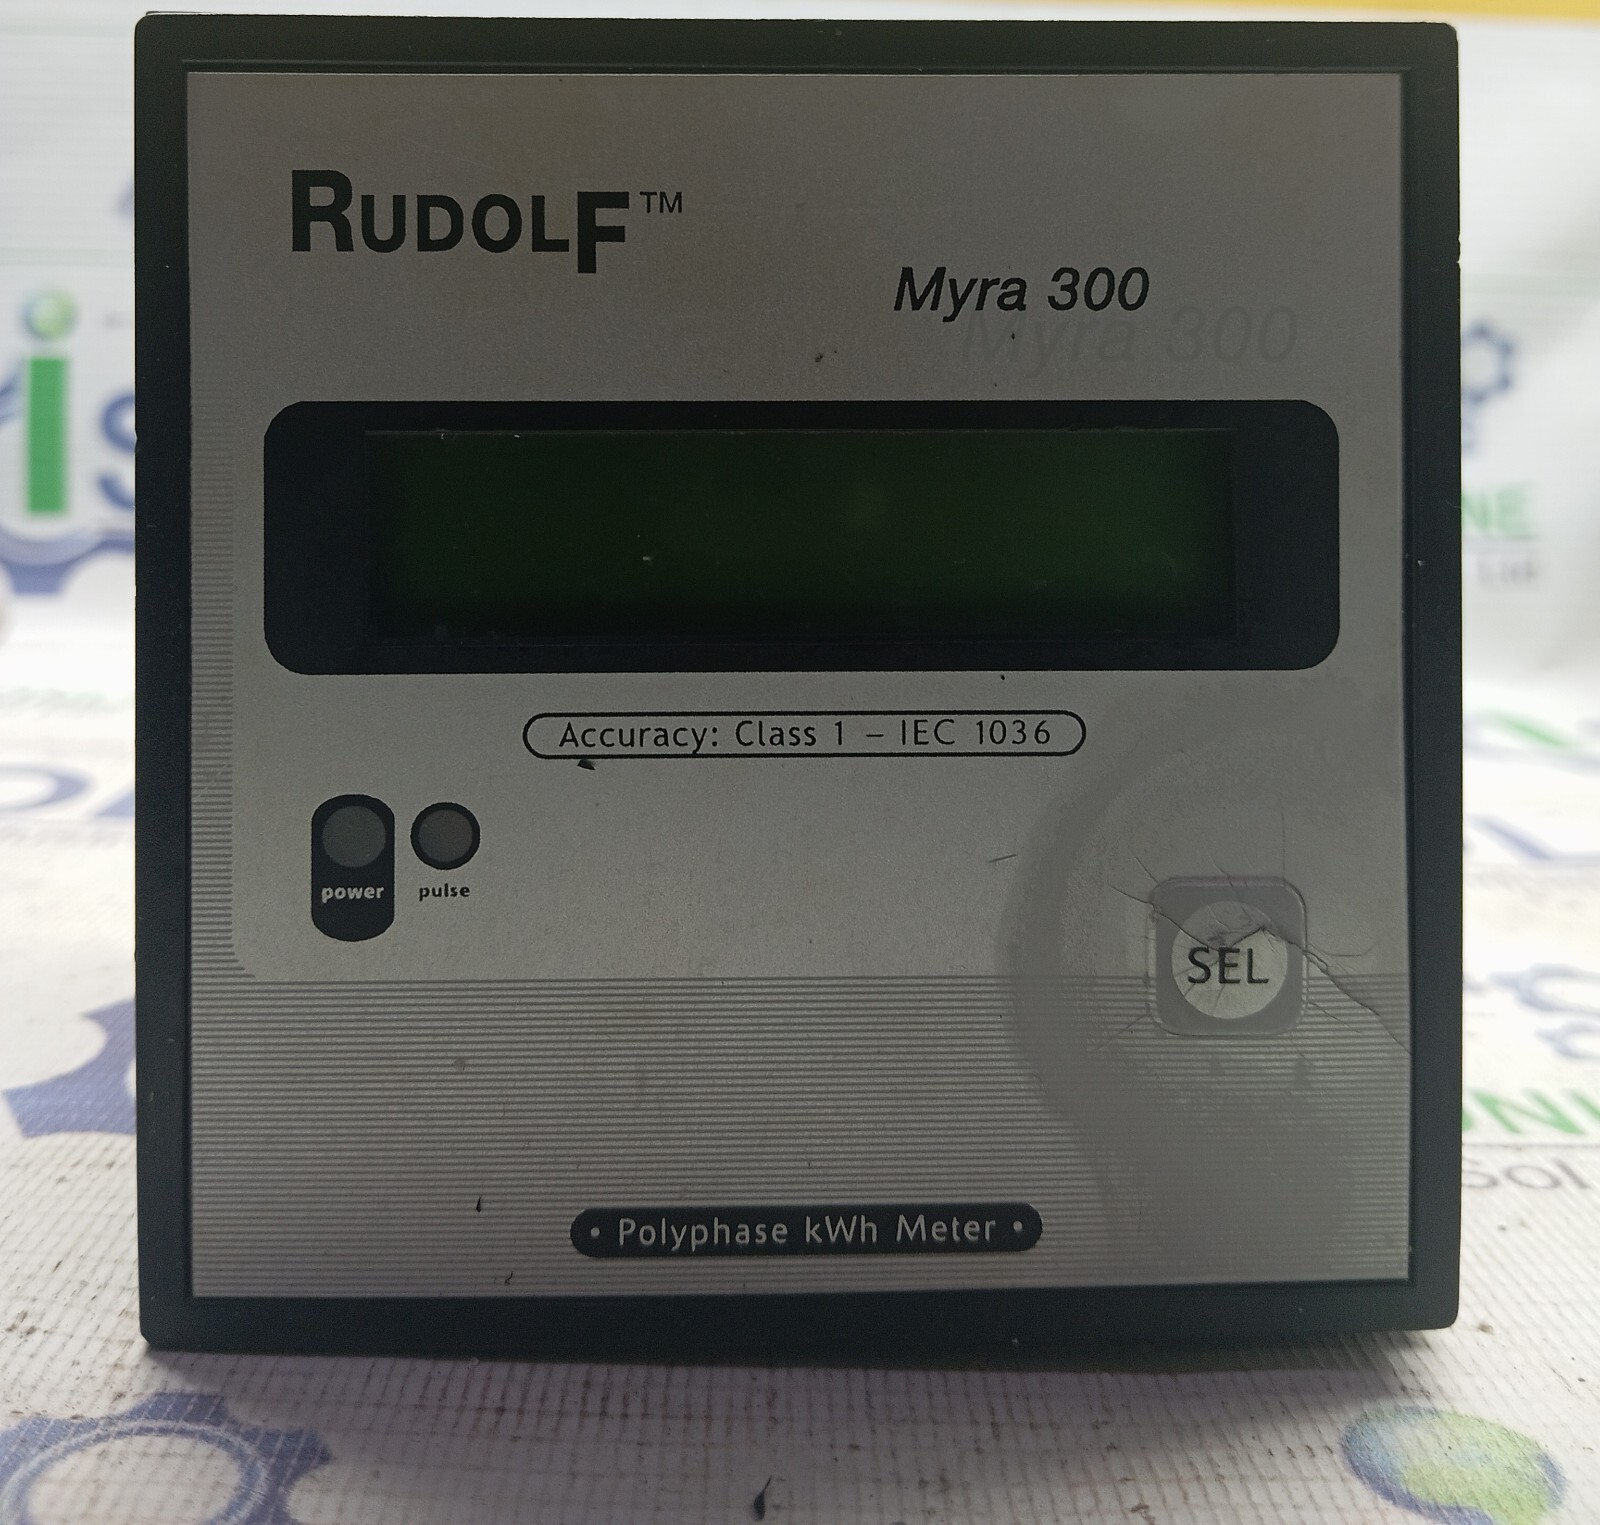 RUDOLF™
Myra 300
Myra 300
Accuracy: Class 1 – IEC 1036
power
pulse
SEL
• Polyphase kWh Meter •